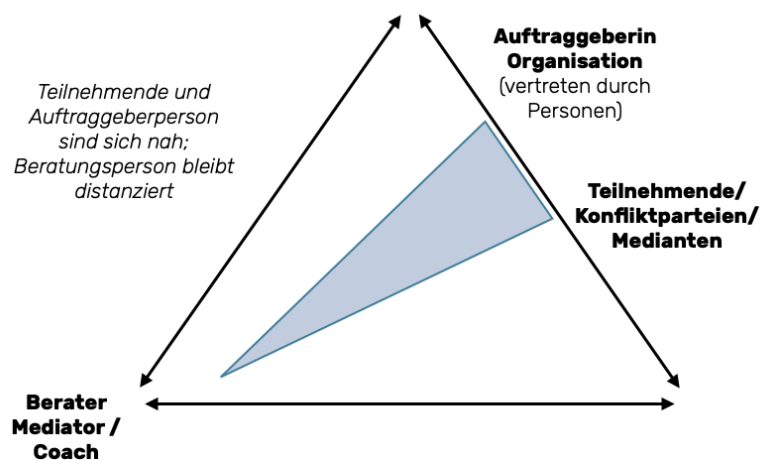 Auftraggeberin
Organisation
(vertreten durch
Personen)
Teilnehmende und
Auftraggeberperson
sind sich nah;
Beratungsperson bleibt
distanziert
Teilnehmende/
Konfliktparteien/
Medianten
Berater
Mediator /
Coach